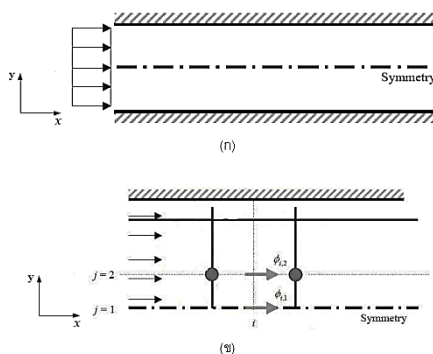 y
Symmetry
x
(ก)
ϕi,2
y
j = 2
ϕi,1
j = 1
x
i
Symmetry
(ข)